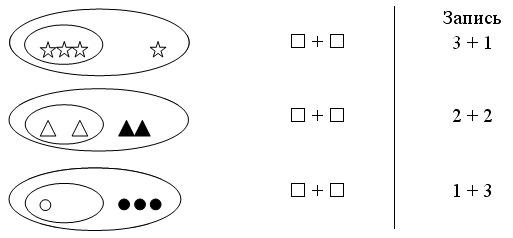 Запись
□ + □ 3 + 1
□ + □ 2 + 2
□ + □ 1 + 3